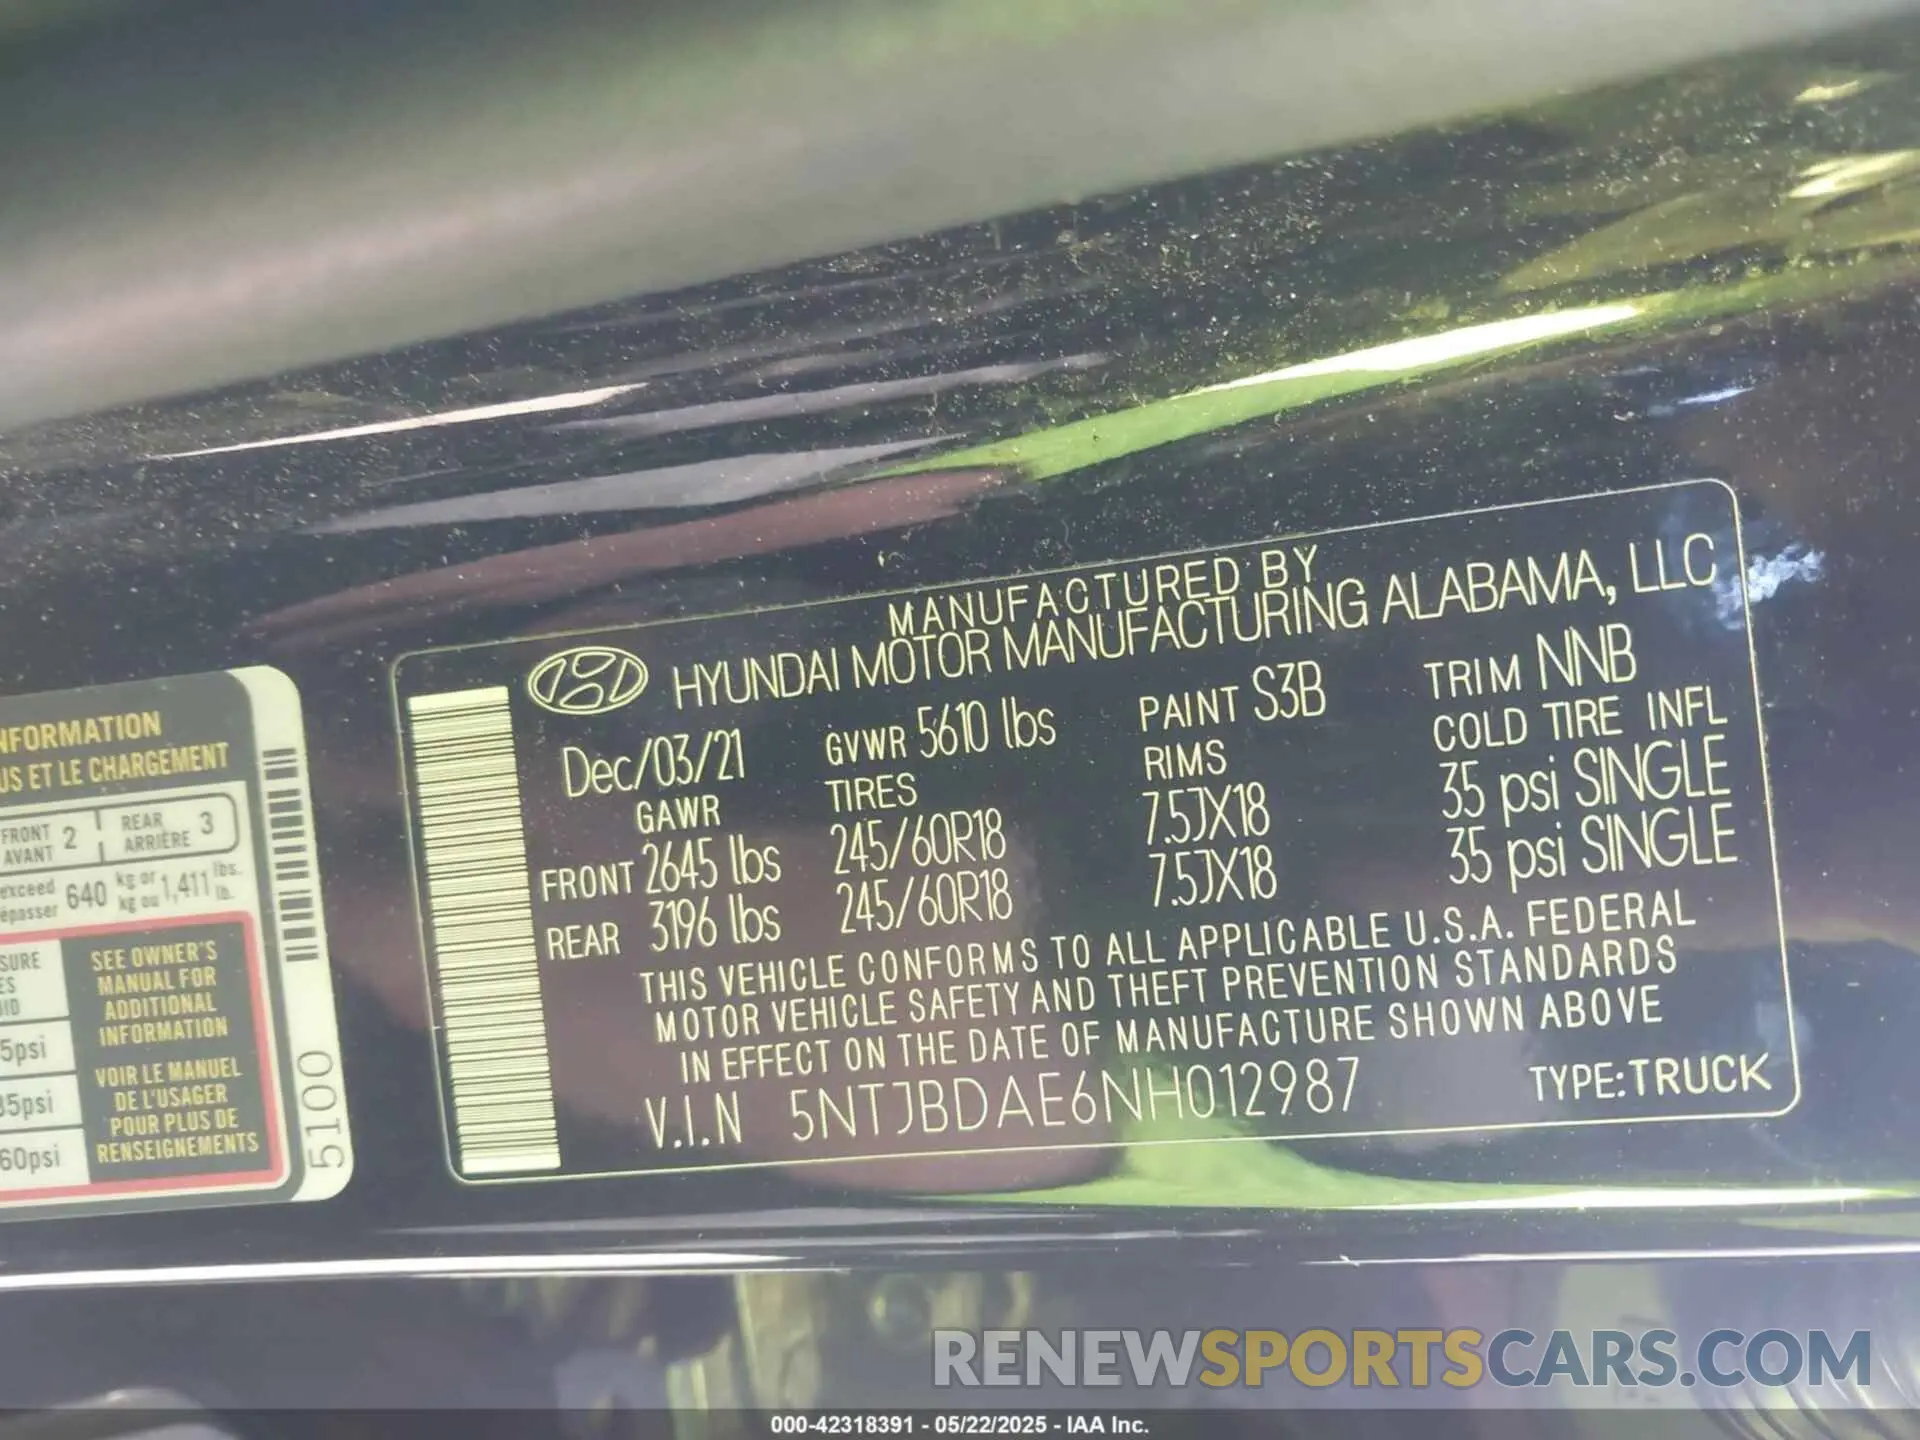 NFORMATION
US ET LE CHARGEMENT
FRONT
AVANT 2
REAR
ARRIÈRE 3
exceed
épasser 640 kg or
kg ou 1,411 lbs.
lb.
SURE
ES
ID
5psi
35psi
60psi
SEE OWNER'S
MANUAL FOR
ADDITIONAL
INFORMATION
VOIR LE MANUEL
DE L'USAGER
POUR PLUS DE
RENSEIGNEMENTS
5100
MANUFACTURED BY
HYUNDAI MOTOR MANUFACTURING ALABAMA, LLC
Dec/03/21 GVWR 5610 lbs PAINT S3B TRIM NNB
GAWR TIRES RIMS COLD TIRE INFL
FRONT 2645 lbs 245/60R18 7.5JX18 35 psi SINGLE
REAR 3196 lbs 245/60R18 7.5JX18 35 psi SINGLE
THIS VEHICLE CONFORMS TO ALL APPLICABLE U.S.A. FEDERAL
MOTOR VEHICLE SAFETY AND THEFT PREVENTION STANDARDS
IN EFFECT ON THE DATE OF MANUFACTURE SHOWN ABOVE
V.I.N 5NTJBDAE6NH012987 TYPE:TRUCK
RENEWSPORTSCARS.COM
000-42318391 - 05/22/2025 - IAA Inc.